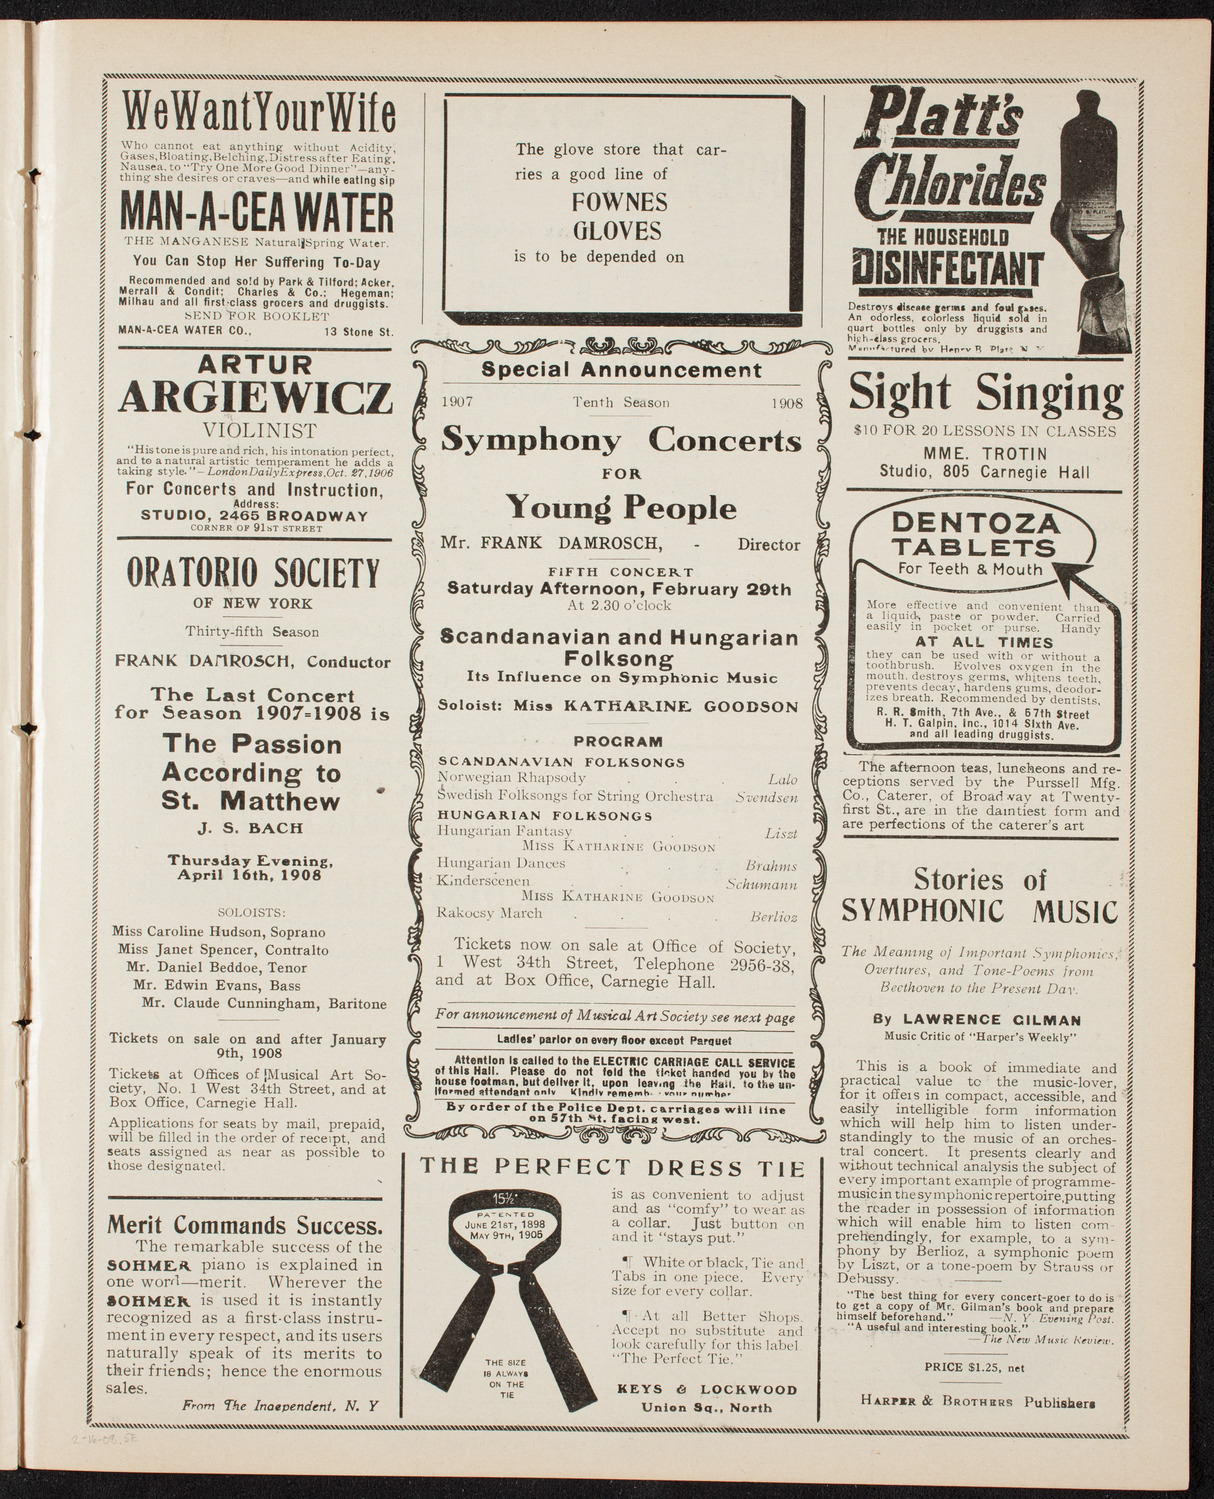 We Want Your Wife
Who cannot eat anything without Acidity,
Gases, Bloating, Belching, Distress after Eating,
Nausea, to "Try One More Good Dinner"—any-
thing she desires or craves—and while eating sip
MAN-A-CEA WATER
THE MANGANESE Natural Spring Water.
You Can Stop Her Suffering To-Day
Recommended and sold by Park & Tilford; Acker,
Merrall & Condit; Charles & Co.; Hegeman;
Milhau and all first-class grocers and druggists.
SEND FOR BOOKLET
MAN-A-CEA WATER CO., 13 Stone St.
ARTUR
ARGIEWICZ
VIOLINIST
"His tone is pure and rich, his intonation perfect,
and to a natural artistic temperament he adds a
taking style."—London Daily Express, Oct. 27, 1906
For Concerts and Instruction,
Address:
STUDIO, 2465 BROADWAY
CORNER OF 91ST STREET
ORATORIO SOCIETY
OF NEW YORK
Thirty-fifth Season
FRANK DAMROSCH, Conductor
The Last Concert
for Season 1907=1908 is
The Passion
According to
St. Matthew
J. S. BACH
Thursday Evening,
April 16th, 1908
SOLOISTS:
Miss Caroline Hudson, Soprano
Miss Janet Spencer, Contralto
Mr. Daniel Beddoe, Tenor
Mr. Edwin Evans, Bass
Mr. Claude Cunningham, Baritone
Tickets on sale on and after January
9th, 1908
Tickets at Offices of Musical Art So-
ciety, No. 1 West 34th Street, and at
Box Office, Carnegie Hall.
Applications for seats by mail, prepaid,
will be filled in the order of receipt, and
seats assigned as near as possible to
those designated.
Merit Commands Success.
The remarkable success of the
SOHMER piano is explained in
one word—merit. Wherever the
SOHMER is used it is instantly
recognized as a first-class instru-
ment in every respect, and its users
naturally speak of its merits to
their friends; hence the enormous
sales.
From The Independent, N. Y
The glove store that car-
ries a good line of
FOWNES
GLOVES
is to be depended on
Special Announcement
1907 Tenth Season 1908
Symphony Concerts
FOR
Young People
Mr. FRANK DAMROSCH, - Director
FIFTH CONCERT
Saturday Afternoon, February 29th
At 2.30 o'clock
Scandanavian and Hungarian
Folksong
Its Influence on Symphonic Music
Soloist: Miss KATHARINE GOODSON
PROGRAM
SCANDANAVIAN FOLKSONGS
Norwegian Rhapsody . . . Lalo
Swedish Folksongs for String Orchestra Svendsen
HUNGARIAN FOLKSONGS
Hungarian Fantasy . . . Liszt
MISS KATHARINE GOODSON
Hungarian Dances . . . Brahms
Kinderscenen . . . Schumann
MISS KATHARINE GOODSON
Rakocsy March . . . . Berlioz
Tickets now on sale at Office of Society,
1 West 34th Street, Telephone 2956-38,
and at Box Office, Carnegie Hall.
For announcement of Musical Art Society see next page
Ladies' parlor on every floor except Parquet
Attention is called to the ELECTRIC CARRIAGE CALL SERVICE
of this Hall. Please do not fold the ticket handed you by the
house footman, but deliver it, upon leaving the Hall, to the un-
iformed attendant only Kindly rememb. your number
By order of the Police Dept. carriages will line
on 57th St. facing west.
THE PERFECT DRESS TIE
15½
PATENTED
JUNE 21ST, 1898
MAY 9TH, 1905
THE SIZE
IS ALWAYS
ON THE
TIE
is as convenient to adjust
and as "comfy" to wear as
a collar. Just button on
and it "stays put."
¶ White or black, Tie and
Tabs in one piece. Every
size for every collar.
¶ At all Better Shops.
Accept no substitute and
look carefully for this label
"The Perfect Tie."
KEYS & LOCKWOOD
Union Sq., North
Platt's
Chlorides
THE HOUSEHOLD
DISINFECTANT
Destroys disease germs and foul gases.
An odorless, colorless liquid sold in
quart bottles only by druggists and
high-class grocers.
Manufactured by Henry B. Platt N Y
Sight Singing
$10 FOR 20 LESSONS IN CLASSES
MME. TROTIN
Studio, 805 Carnegie Hall
DENTOZA
TABLETS
For Teeth & Mouth
More effective and convenient than
a liquid, paste or powder. Carried
easily in pocket or purse. Handy
AT ALL TIMES
they can be used with or without a
toothbrush. Evolves oxygen in the
mouth, destroys germs, whitens teeth,
prevents decay, hardens gums, deodor-
izes breath. Recommended by dentists.
R. R. Smith, 7th Ave., & 57th Street
H. T. Galpin, Inc., 1014 Sixth Ave.
and all leading druggists.
The afternoon teas, luncheons and re-
ceptions served by the Purssell Mfg.
Co., Caterer, of Broadway at Twenty-
first St., are in the daintiest form and
are perfections of the caterer's art
Stories of
SYMPHONIC MUSIC
The Meaning of Important Symphonies,
Overtures, and Tone-Poems from
Beethoven to the Present Day.
By LAWRENCE GILMAN
Music Critic of "Harper's Weekly"
This is a book of immediate and
practical value to the music-lover,
for it offers in compact, accessible, and
easily intelligible form information
which will help him to listen under-
standingly to the music of an orches-
tral concert. It presents clearly and
without technical analysis the subject of
every important example of programme-
music in the symphonic repertoire, putting
the reader in possession of information
which will enable him to listen com-
prehendingly, for example, to a sym-
phony by Berlioz, a symphonic poem
by Liszt, or a tone-poem by Strauss or
Debussy.
"The best thing for every concert-goer to do is
to get a copy of Mr. Gilman's book and prepare
himself beforehand." —N. Y. Evening Post.
"A useful and interesting book."
—The New Music Review.
PRICE $1.25, net
HARPER & BROTHERS Publishers
2-16-08,SE